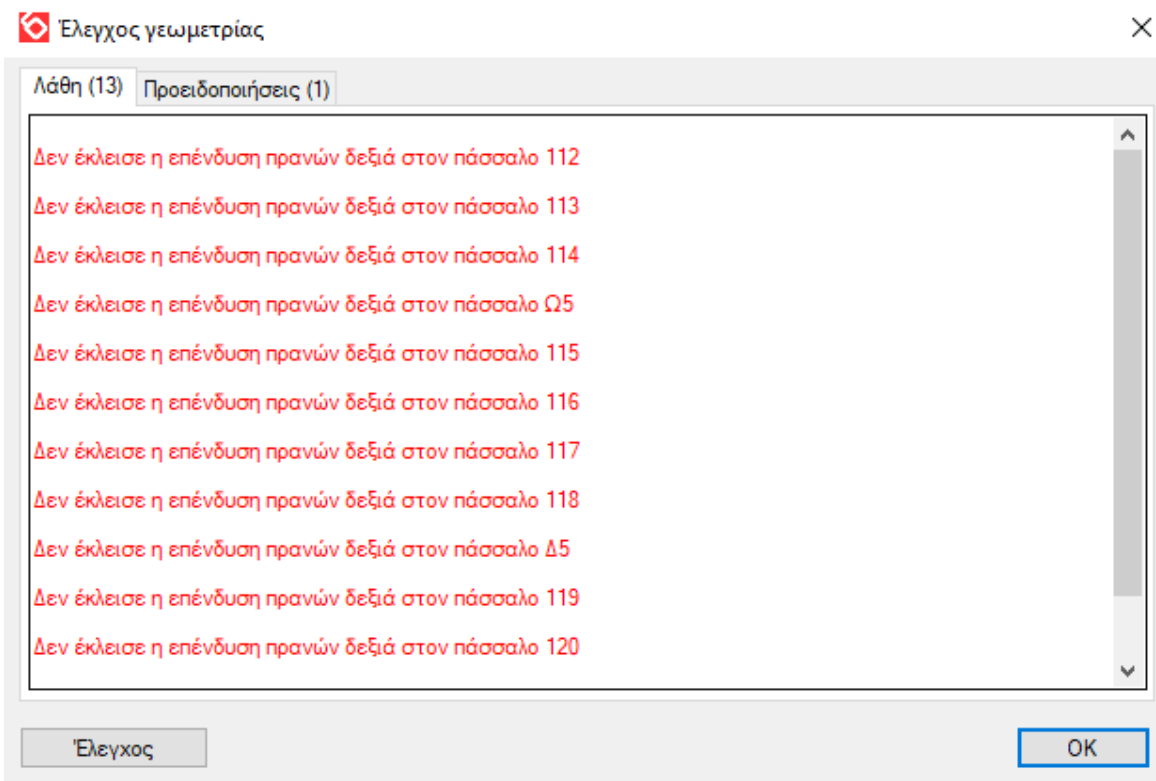 Έλεγχος γεωμετρίας
Λάθη (13) Προειδοποιήσεις (1)
Δεν έκλεισε η επένδυση πρανών δεξιά στον πάσσαλο 112
Δεν έκλεισε η επένδυση πρανών δεξιά στον πάσσαλο 113
Δεν έκλεισε η επένδυση πρανών δεξιά στον πάσσαλο 114
Δεν έκλεισε η επένδυση πρανών δεξιά στον πάσσαλο Ω5
Δεν έκλεισε η επένδυση πρανών δεξιά στον πάσσαλο 115
Δεν έκλεισε η επένδυση πρανών δεξιά στον πάσσαλο 116
Δεν έκλεισε η επένδυση πρανών δεξιά στον πάσσαλο 117
Δεν έκλεισε η επένδυση πρανών δεξιά στον πάσσαλο 118
Δεν έκλεισε η επένδυση πρανών δεξιά στον πάσσαλο Δ5
Δεν έκλεισε η επένδυση πρανών δεξιά στον πάσσαλο 119
Δεν έκλεισε η επένδυση πρανών δεξιά στον πάσσαλο 120
Έλεγχος OK